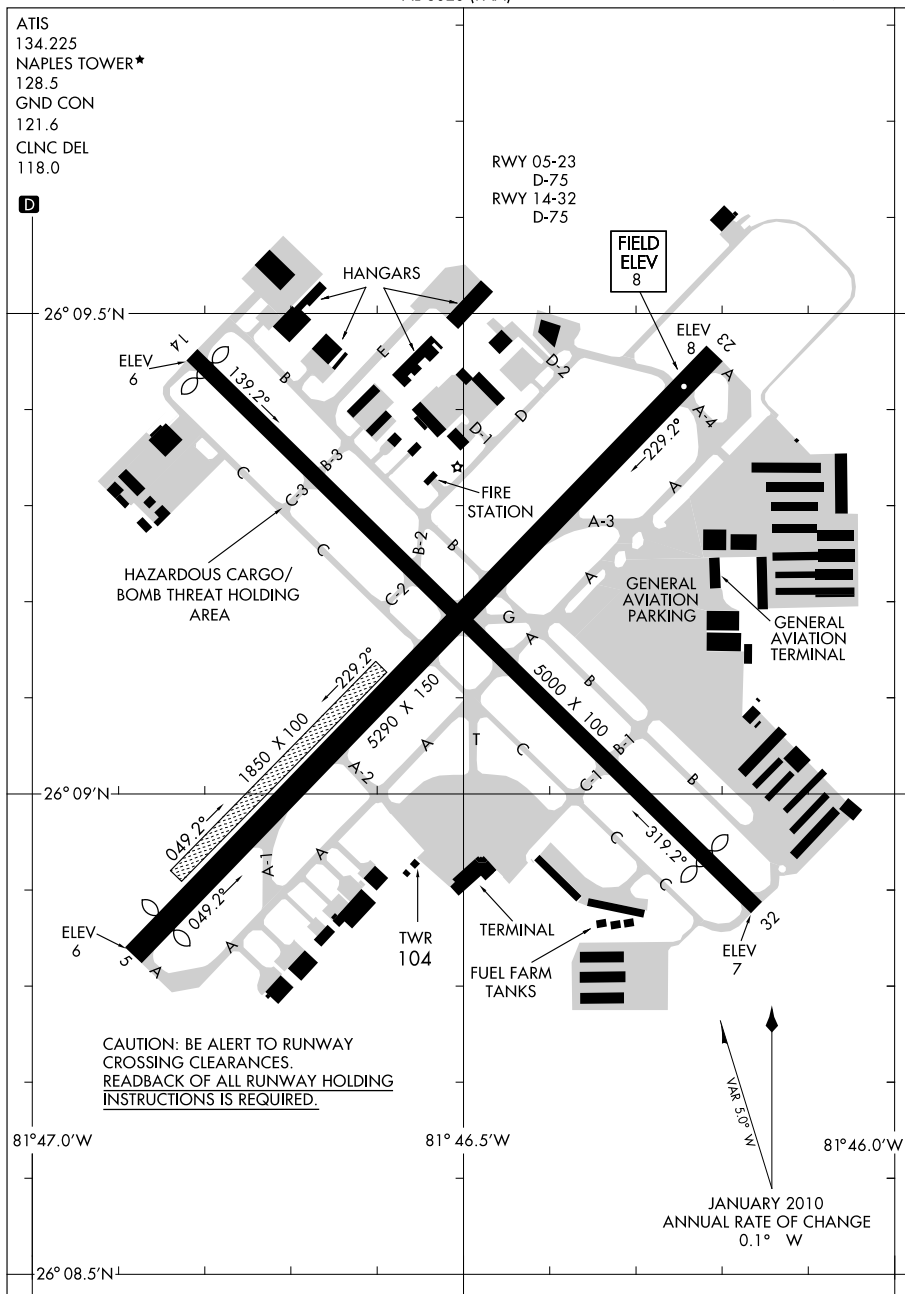 ATIS
134.225
NAPLES TOWER★
128.5
GND CON
121.6
CLNC DEL
118.0
D
RWY 05-23
D-75
RWY 14-32
D-75
FIELD
ELEV
8
HANGARS
26°09.5'N
14
ELEV
6
139.2°
B
E
D-2
ELEV
8
23
A
A-4
229.2°
D
D-1
B-3
C
C-3
FIRE
STATION
A
A-3
B-2
B
C
C-2
A
HAZARDOUS CARGO/
BOMB THREAT HOLDING
AREA
GENERAL
AVIATION
PARKING
GENERAL
AVIATION
TERMINAL
G
A
229.2°
1850 X 100
049.2°
5290 X 150
5000 X 100
B
B-1
B
A
T
C
A-2
C-1
26°09'N
C
C
319.2°
A-1
A
049.2°
ELEV
6
5
A
A
TWR
104
TERMINAL
FUEL FARM
TANKS
32
ELEV
7
CAUTION: BE ALERT TO RUNWAY
CROSSING CLEARANCES.
READBACK OF ALL RUNWAY HOLDING
INSTRUCTIONS IS REQUIRED.
VAR 5.0° W
81°47.0'W
81°46.5'W
81°46.0'W
JANUARY 2010
ANNUAL RATE OF CHANGE
0.1° W
26°08.5'N